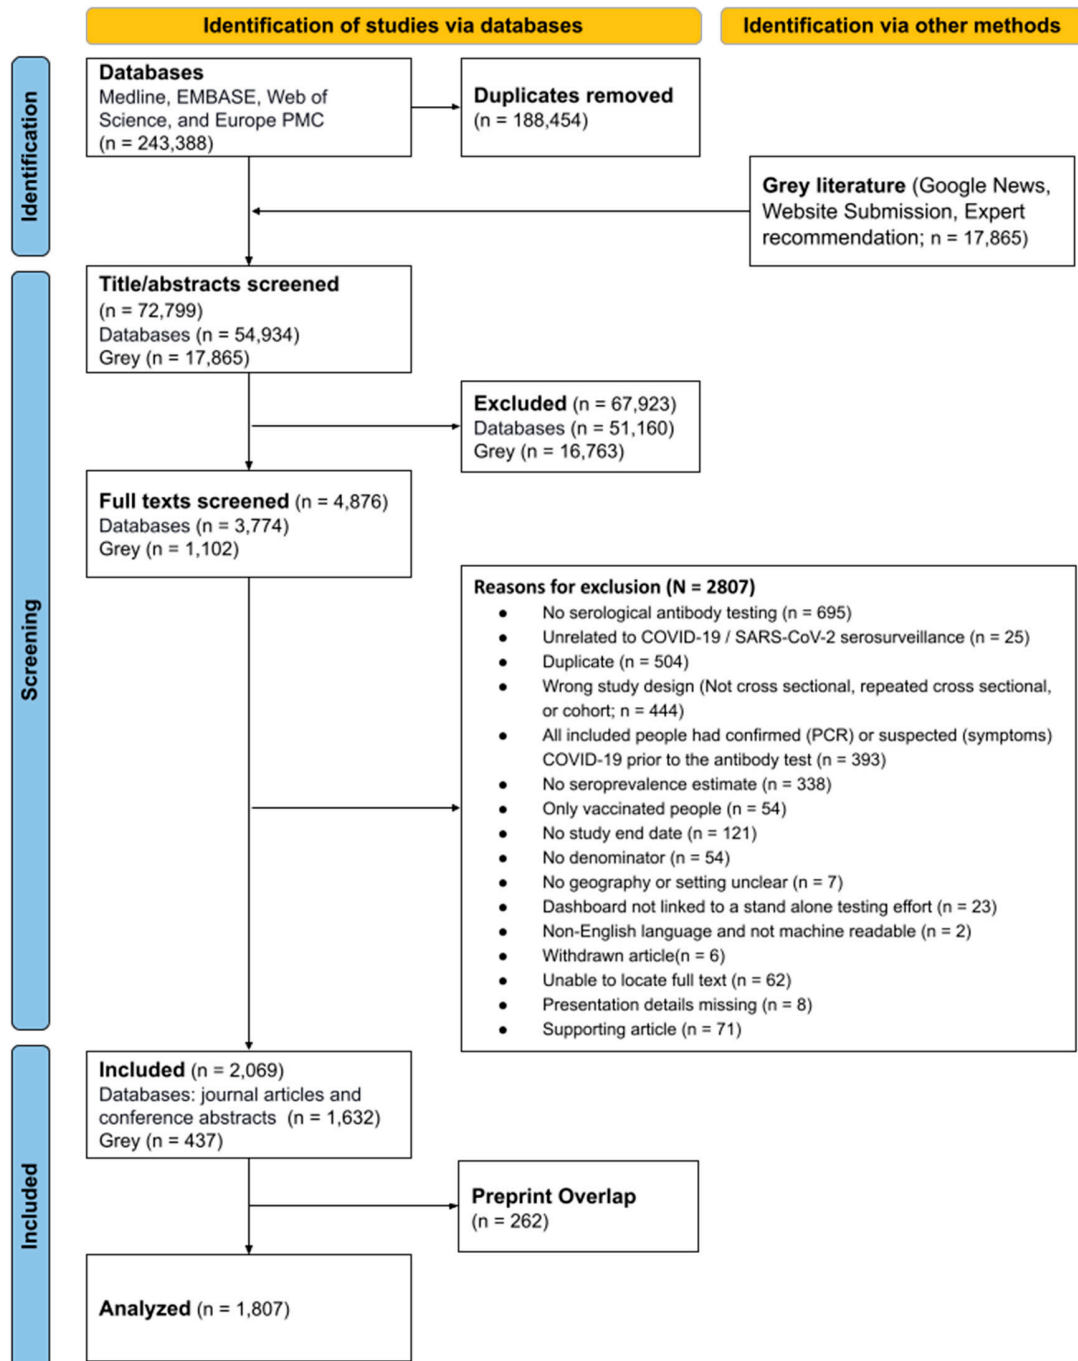 Identification of studies via databases
Identification via other methods
Identification
Databases
Medline, EMBASE, Web of
Science, and Europe PMC
(n = 243,388)
Duplicates removed
(n = 188,454)
Grey literature (Google News,
Website Submission, Expert
recommendation; n = 17,865)
Screening
Title/abstracts screened
(n = 72,799)
Databases (n = 54,934)
Grey (n = 17,865)
Excluded (n = 67,923)
Databases (n = 51,160)
Grey (n = 16,763)
Full texts screened (n = 4,876)
Databases (n = 3,774)
Grey (n = 1,102)
Reasons for exclusion (N = 2807)
● No serological antibody testing (n = 695)
● Unrelated to COVID-19 / SARS-CoV-2 serosurveillance (n = 25)
● Duplicate (n = 504)
● Wrong study design (Not cross sectional, repeated cross sectional,
or cohort; n = 444)
● All included people had confirmed (PCR) or suspected (symptoms)
COVID-19 prior to the antibody test (n = 393)
● No seroprevalence estimate (n = 338)
● Only vaccinated people (n = 54)
● No study end date (n = 121)
● No denominator (n = 54)
● No geography or setting unclear (n = 7)
● Dashboard not linked to a stand alone testing effort (n = 23)
● Non-English language and not machine readable (n = 2)
● Withdrawn article(n = 6)
● Unable to locate full text (n = 62)
● Presentation details missing (n = 8)
● Supporting article (n = 71)
Included
Included (n = 2,069)
Databases: journal articles and
conference abstracts (n = 1,632)
Grey (n = 437)
Preprint Overlap
(n = 262)
Analyzed (n = 1,807)